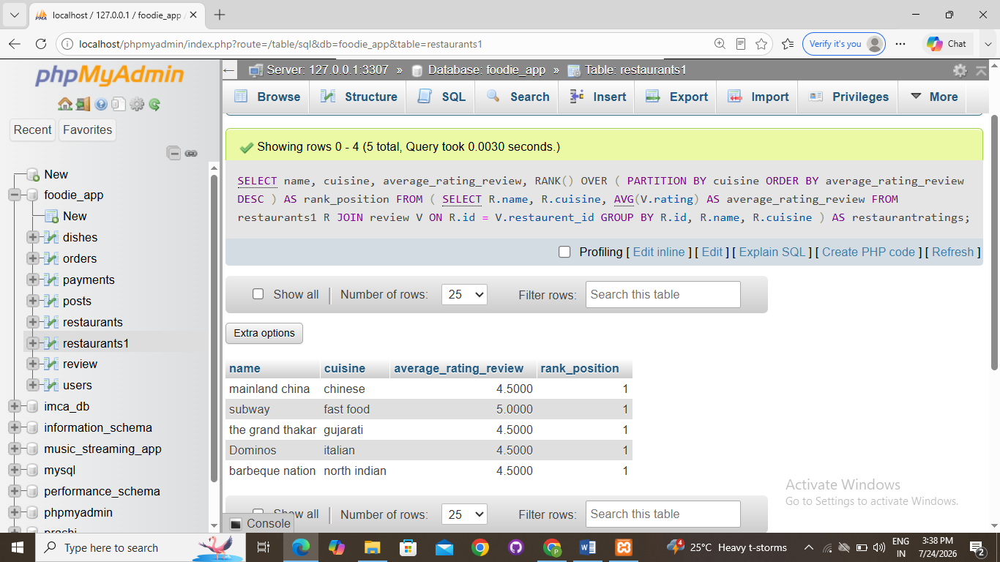 localhost / 127.0.0.1 / foodie_app
localhost/phpmyadmin/index.php?route=/table/sql&db=foodie_app&table=restaurants1
Verify it's you
Chat
phpMyAdmin
Recent
Favorites
New
foodie_app
New
dishes
orders
payments
posts
restaurants
restaurants1
review
users
imca_db
information_schema
music_streaming_app
mysql
performance_schema
phpmyadmin
prachi
Server: 127.0.0.1:3307 » Database: foodie_app » Table: restaurants1
Browse Structure SQL Search Insert Export Import Privileges More
Showing rows 0 - 4 (5 total, Query took 0.0030 seconds.)
SELECT name, cuisine, average_rating_review, RANK() OVER ( PARTITION BY cuisine ORDER BY average_rating_review
DESC ) AS rank_position FROM ( SELECT R.name, R.cuisine, AVG(V.rating) AS average_rating_review FROM
restaurants1 R JOIN review V ON R.id = V.restaurent_id GROUP BY R.id, R.name, R.cuisine ) AS restaurantratings;
Profiling [ Edit inline ] [ Edit ] [ Explain SQL ] [ Create PHP code ] [ Refresh ]
Show all Number of rows: 25 Filter rows: Search this table
Extra options
name cuisine average_rating_review rank_position
mainland china chinese 4.5000 1
subway fast food 5.0000 1
the grand thakar gujarati 4.5000 1
Dominos italian 4.5000 1
barbeque nation north indian 4.5000 1
Activate Windows
Go to Settings to activate Windows.
Show all Number of rows: 25 Filter rows: Search this table
Console
Type here to search
25°C Heavy t-storms
ENG
IN
3:38 PM
7/24/2026
2